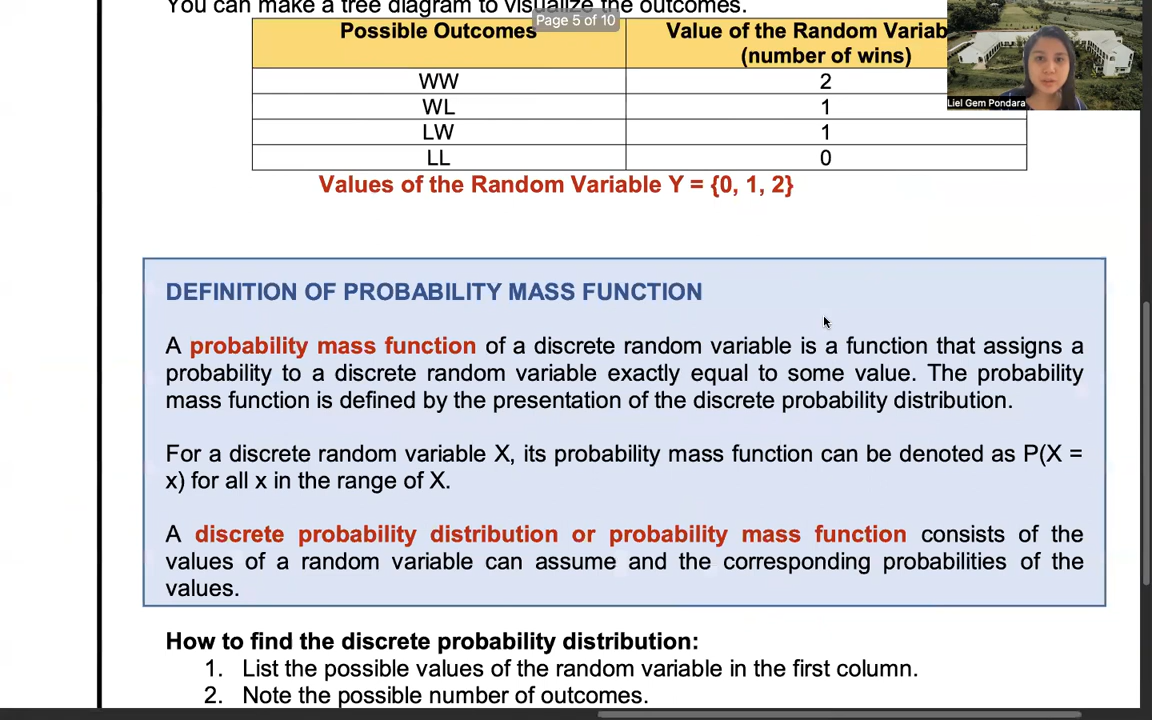 You can make a tree diagram to visualize the outcomes.
Page 5 of 10
Possible Outcomes
Value of the Random Variab
(number of wins)
WW 2
WL 1
LW 1
LL 0
Liel Gem Pondara
Values of the Random Variable Y = {0, 1, 2}
DEFINITION OF PROBABILITY MASS FUNCTION
A probability mass function of a discrete random variable is a function that assigns a
probability to a discrete random variable exactly equal to some value. The probability
mass function is defined by the presentation of the discrete probability distribution.
For a discrete random variable X, its probability mass function can be denoted as P(X =
x) for all x in the range of X.
A discrete probability distribution or probability mass function consists of the
values of a random variable can assume and the corresponding probabilities of the
values.
How to find the discrete probability distribution:
1. List the possible values of the random variable in the first column.
2. Note the possible number of outcomes.